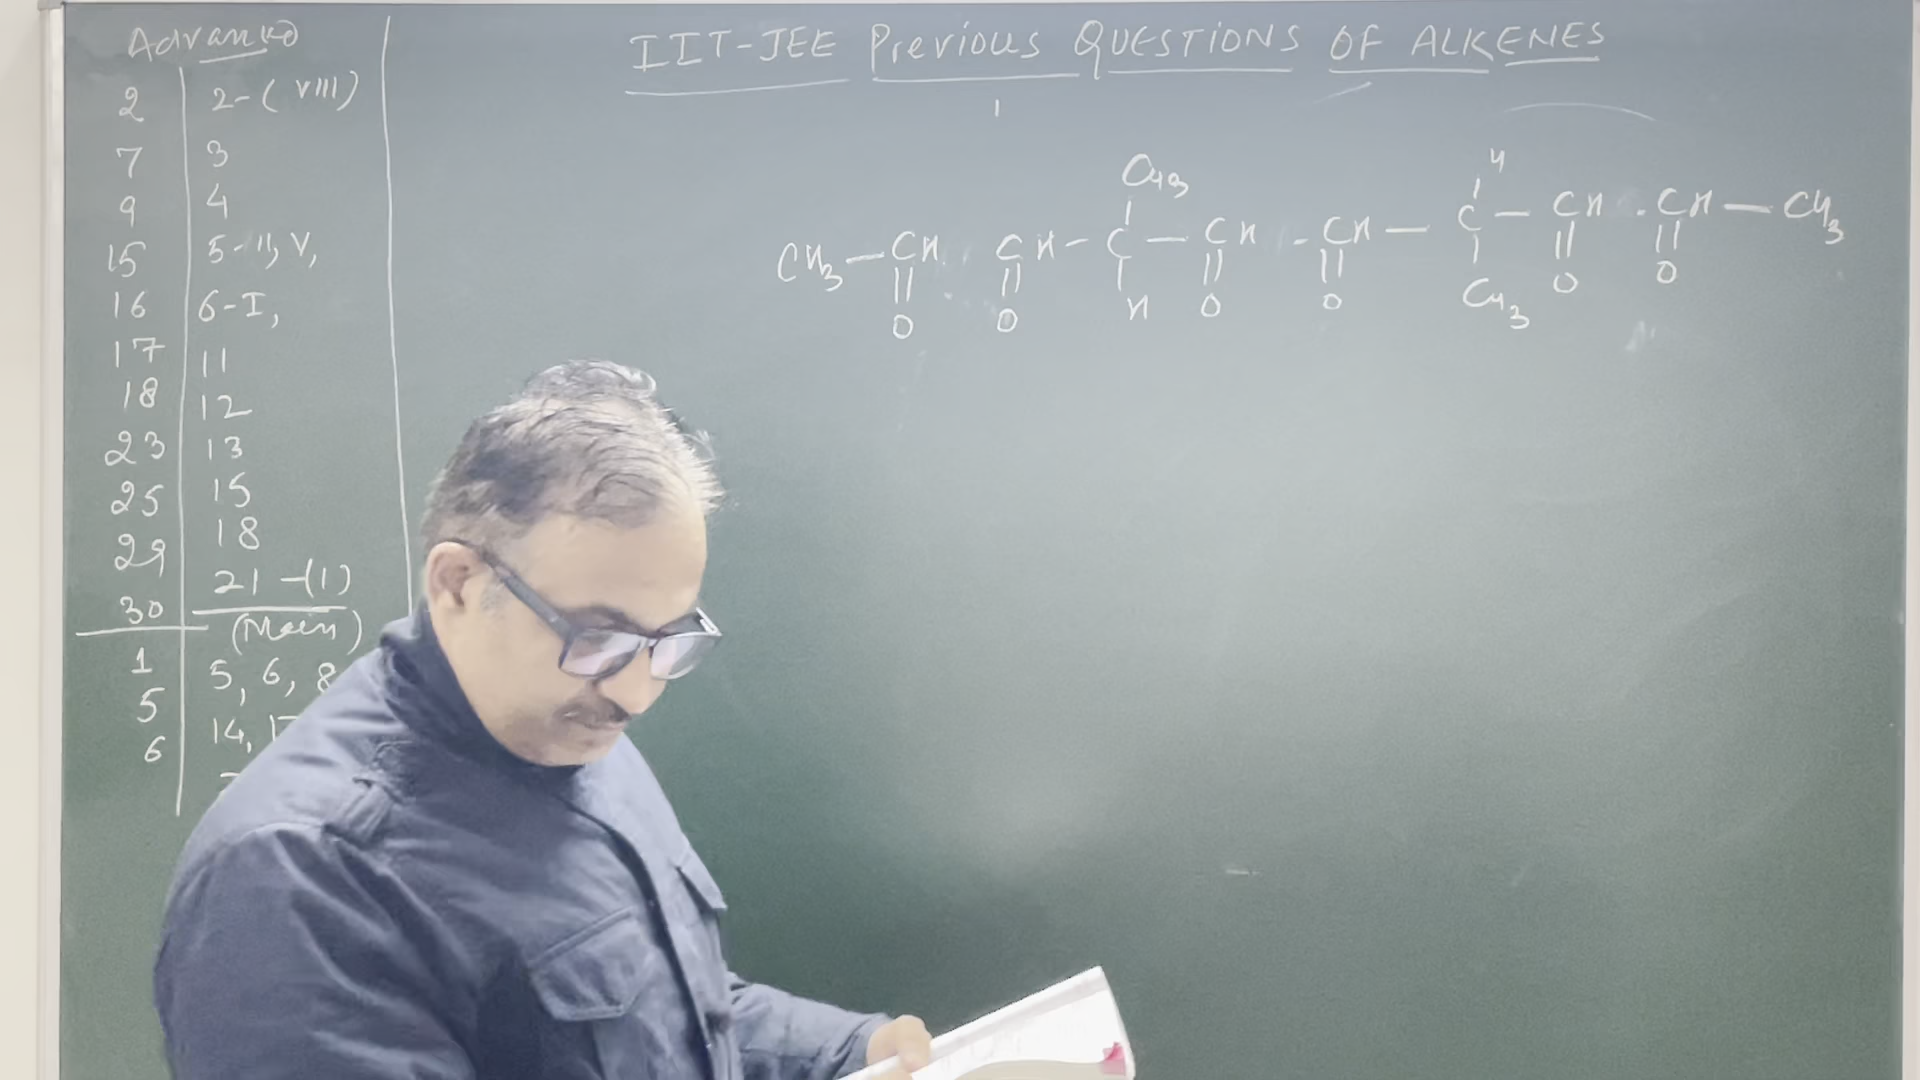 Advanced
IIT-JEE Previous QUESTIONS OF ALKENES
2 2-(VIII)
7 3
9 4
15 5-II, V,
16 6-I,
17 11
18 12
23 13
25 15
29 18
30 21-(1)
(Main)
1 5, 6, 8
5 14,
6
CH3 H
CH3—CH CH—C—CH CH—C—CH CH—CH3
O O H O O CH3 O O